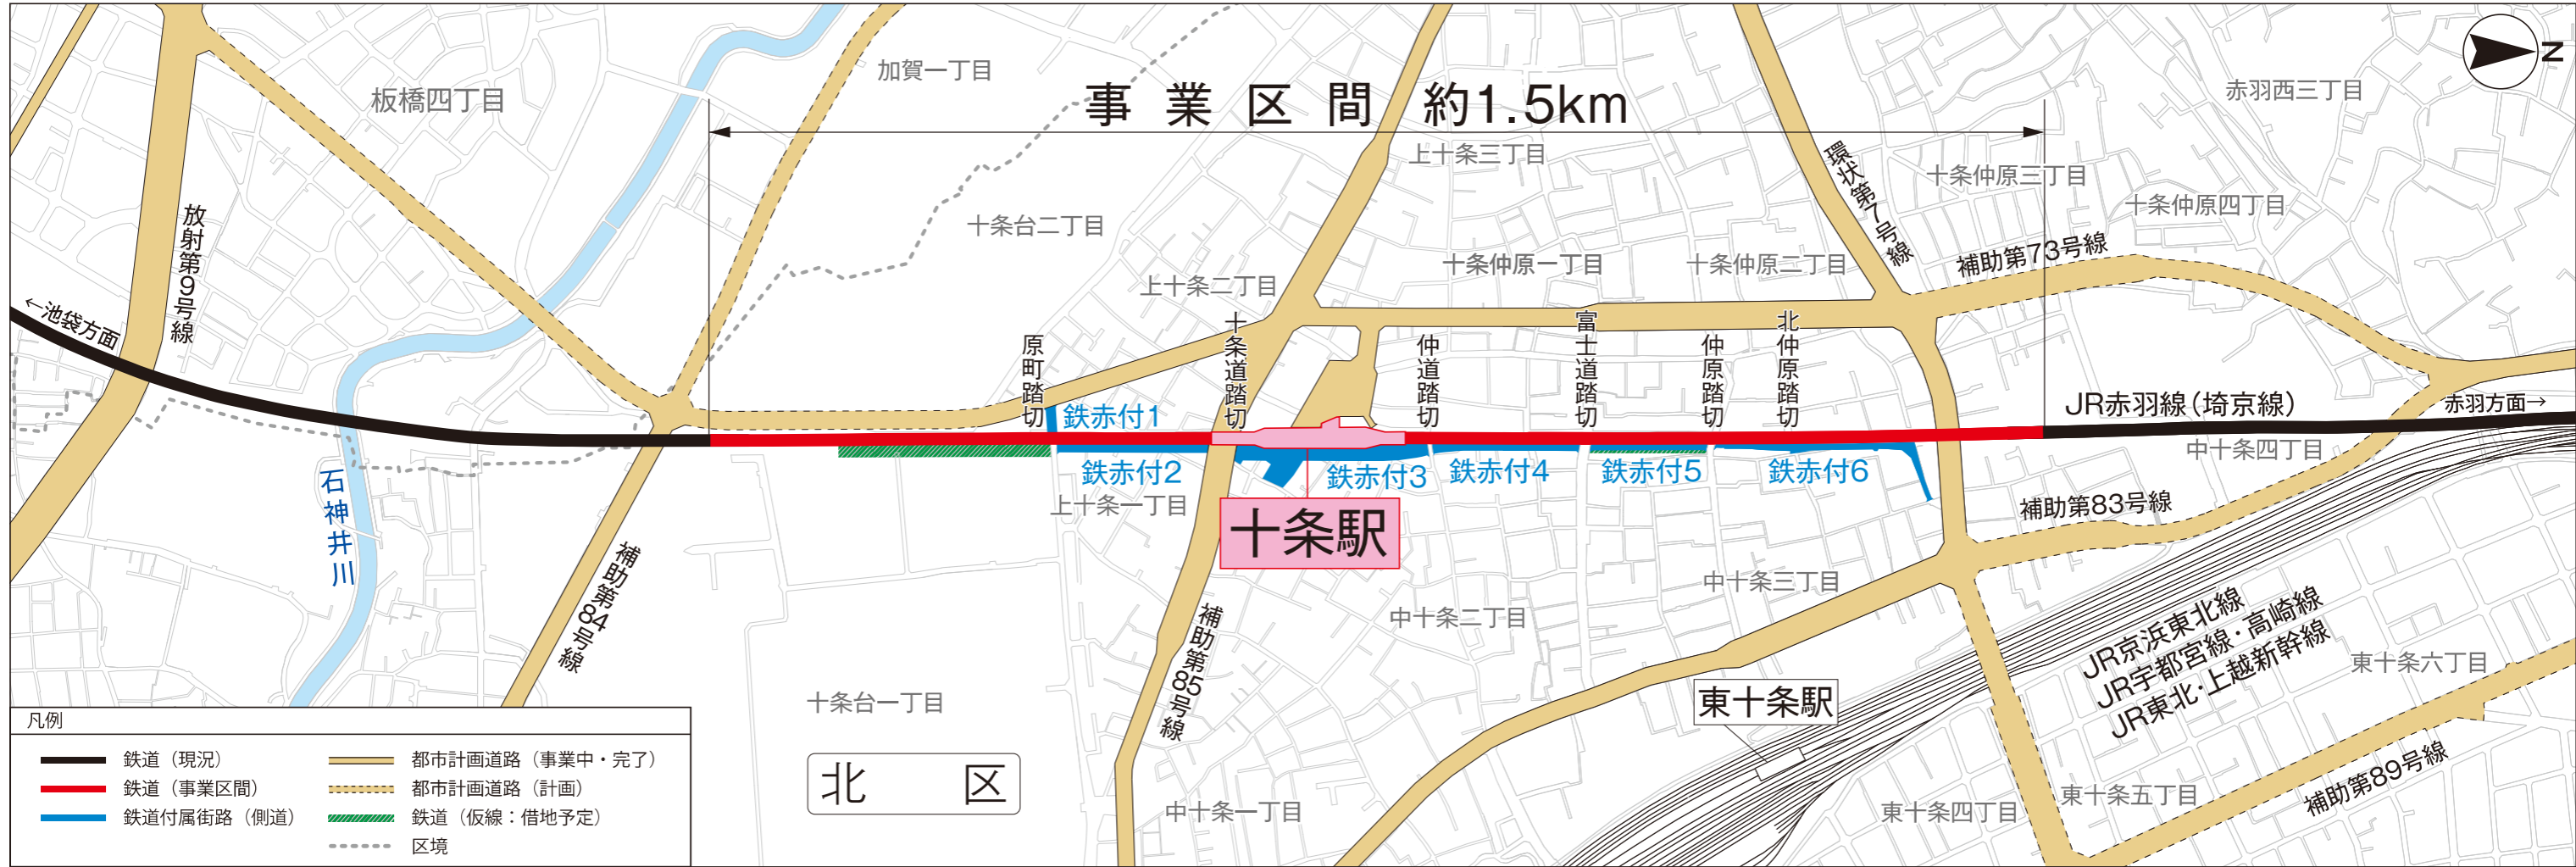 事業区間 約1.5km
N
板橋四丁目
加賀一丁目
十条台二丁目
上十条二丁目
上十条三丁目
十条仲原一丁目
十条仲原二丁目
十条仲原三丁目
十条仲原四丁目
赤羽西三丁目
環状第7号線
補助第73号線
放射第9号線
←池袋方面
石神井川
補助第84号線
原町踏切
十条道踏切
仲道踏切
富士道踏切
仲原踏切
北仲原踏切
JR赤羽線(埼京線)
赤羽方面→
鉄赤付1
鉄赤付2
鉄赤付3
鉄赤付4
鉄赤付5
鉄赤付6
十条駅
上十条一丁目
中十条四丁目
補助第83号線
補助第85号線
中十条二丁目
中十条三丁目
東十条駅
JR京浜東北線
JR宇都宮線・高崎線
JR東北・上越新幹線
東十条六丁目
十条台一丁目
北区
中十条一丁目
東十条四丁目
東十条五丁目
補助第89号線
凡例
鉄道(現況)
鉄道(事業区間)
鉄道付属街路(側道)
都市計画道路(事業中・完了)
都市計画道路(計画)
鉄道(仮線:借地予定)
区境